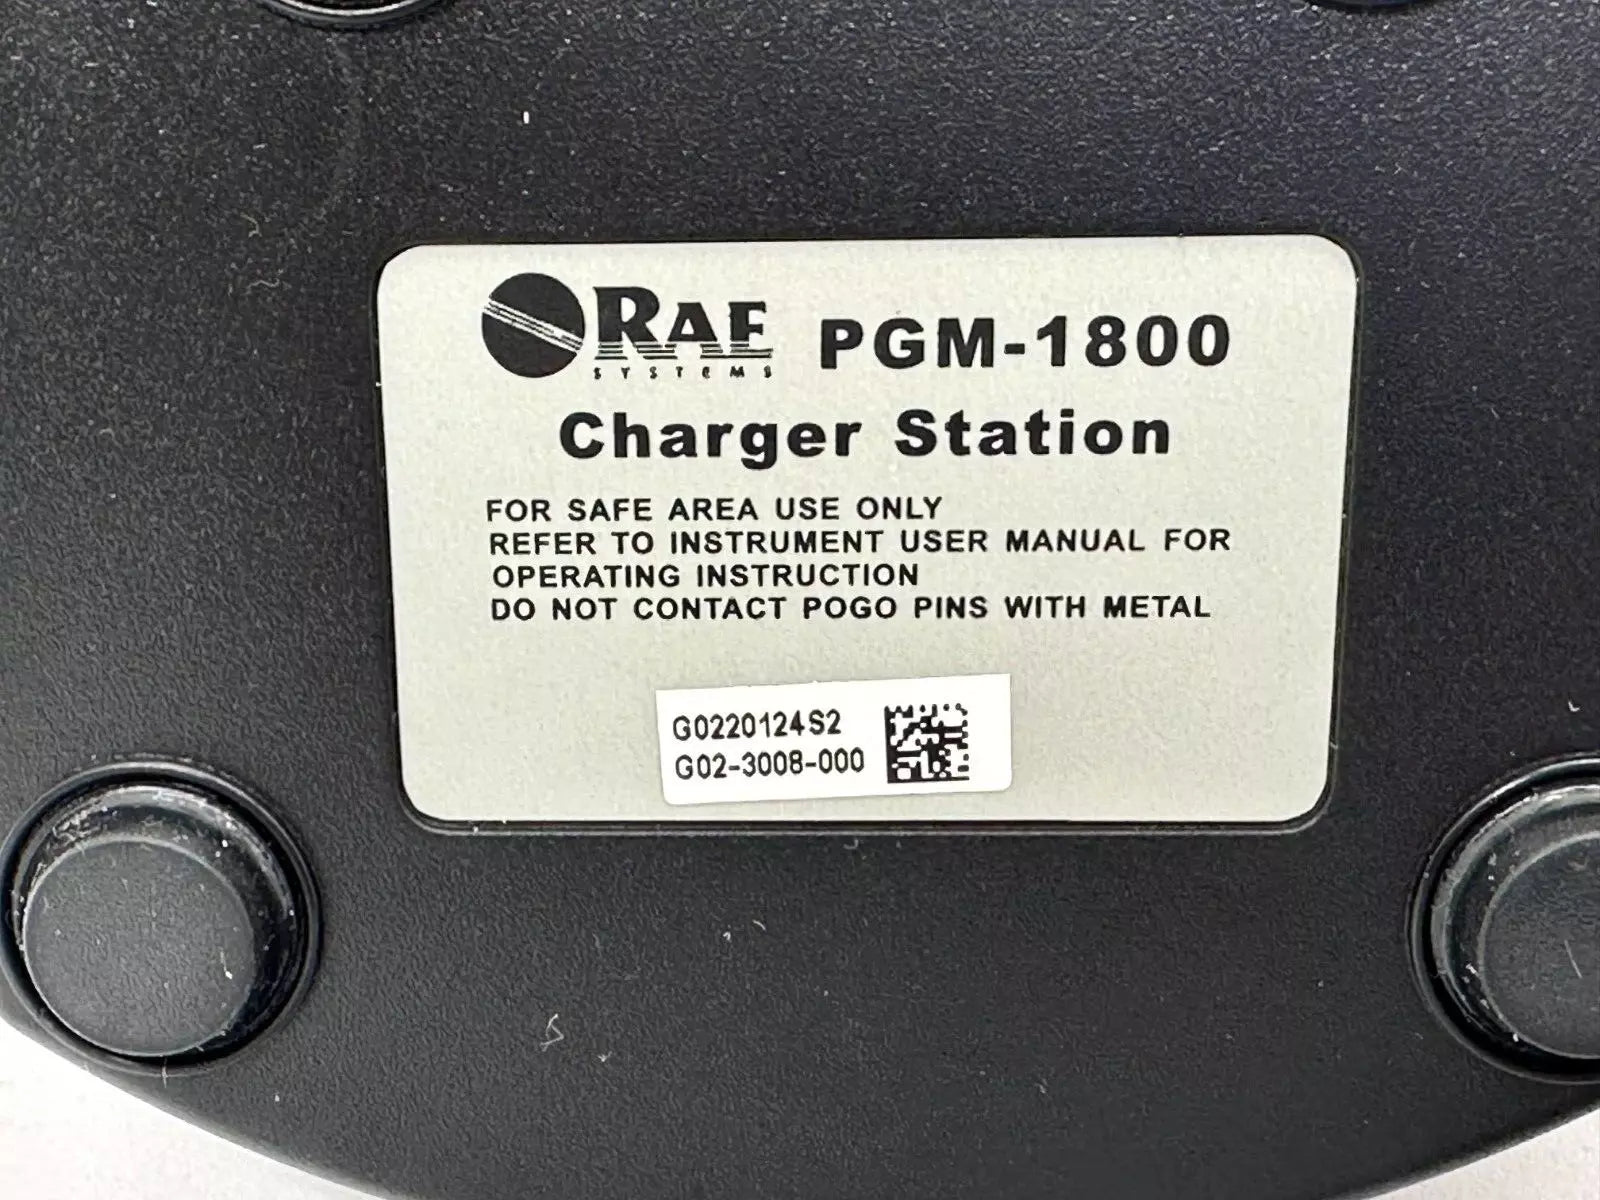 RAE PGM-1800
SYSTEMS
Charger Station
FOR SAFE AREA USE ONLY
REFER TO INSTRUMENT USER MANUAL FOR
OPERATING INSTRUCTION
DO NOT CONTACT POGO PINS WITH METAL
G0220124S2
G02-3008-000